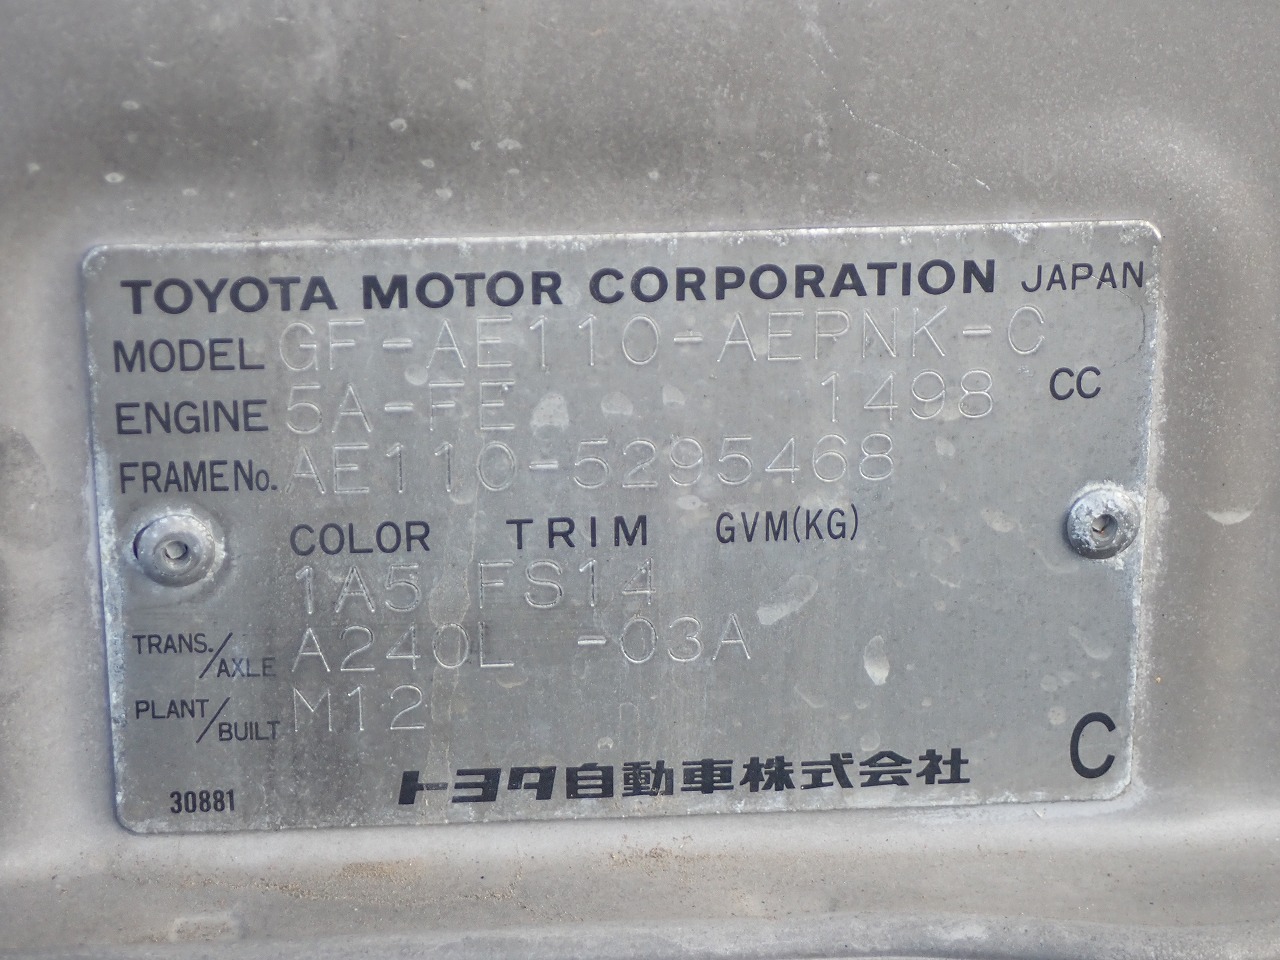 TOYOTA MOTOR CORPORATION JAPAN
MODEL GF-AE110-AEPNK-C
ENGINE 5A-FE 1498 CC
FRAME No. AE110-5295468
COLOR TRIM GVM(KG)
1A5 FS14
TRANS./AXLE A240L -03A
PLANT/BUILT M12
トヨタ自動車株式会社 C
30881